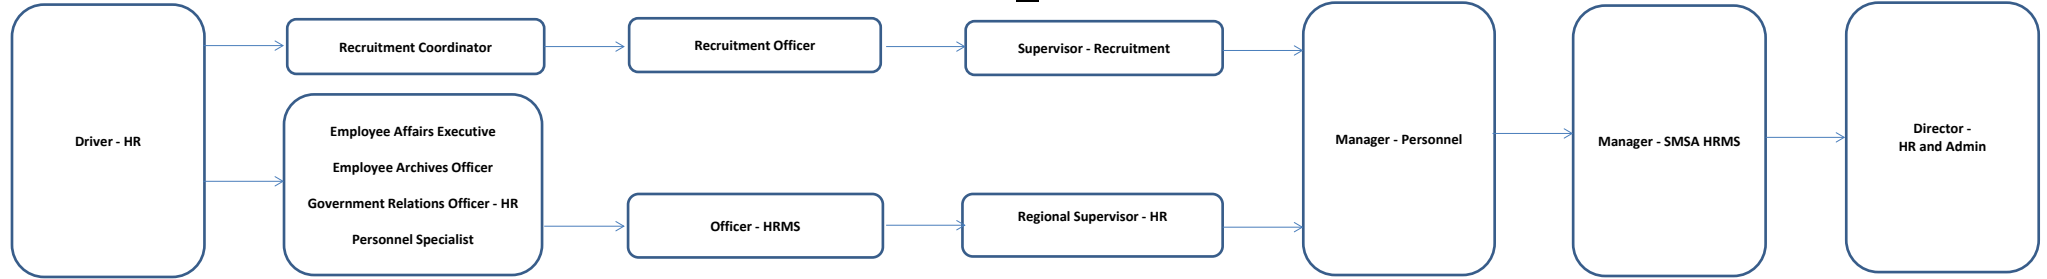 Driver - HR
Recruitment Coordinator
Recruitment Officer
Supervisor - Recruitment
Employee Affairs Executive
Employee Archives Officer
Government Relations Officer - HR
Personnel Specialist
Officer - HRMS
Regional Supervisor - HR
Manager - Personnel
Manager - SMSA HRMS
Director -
HR and Admin